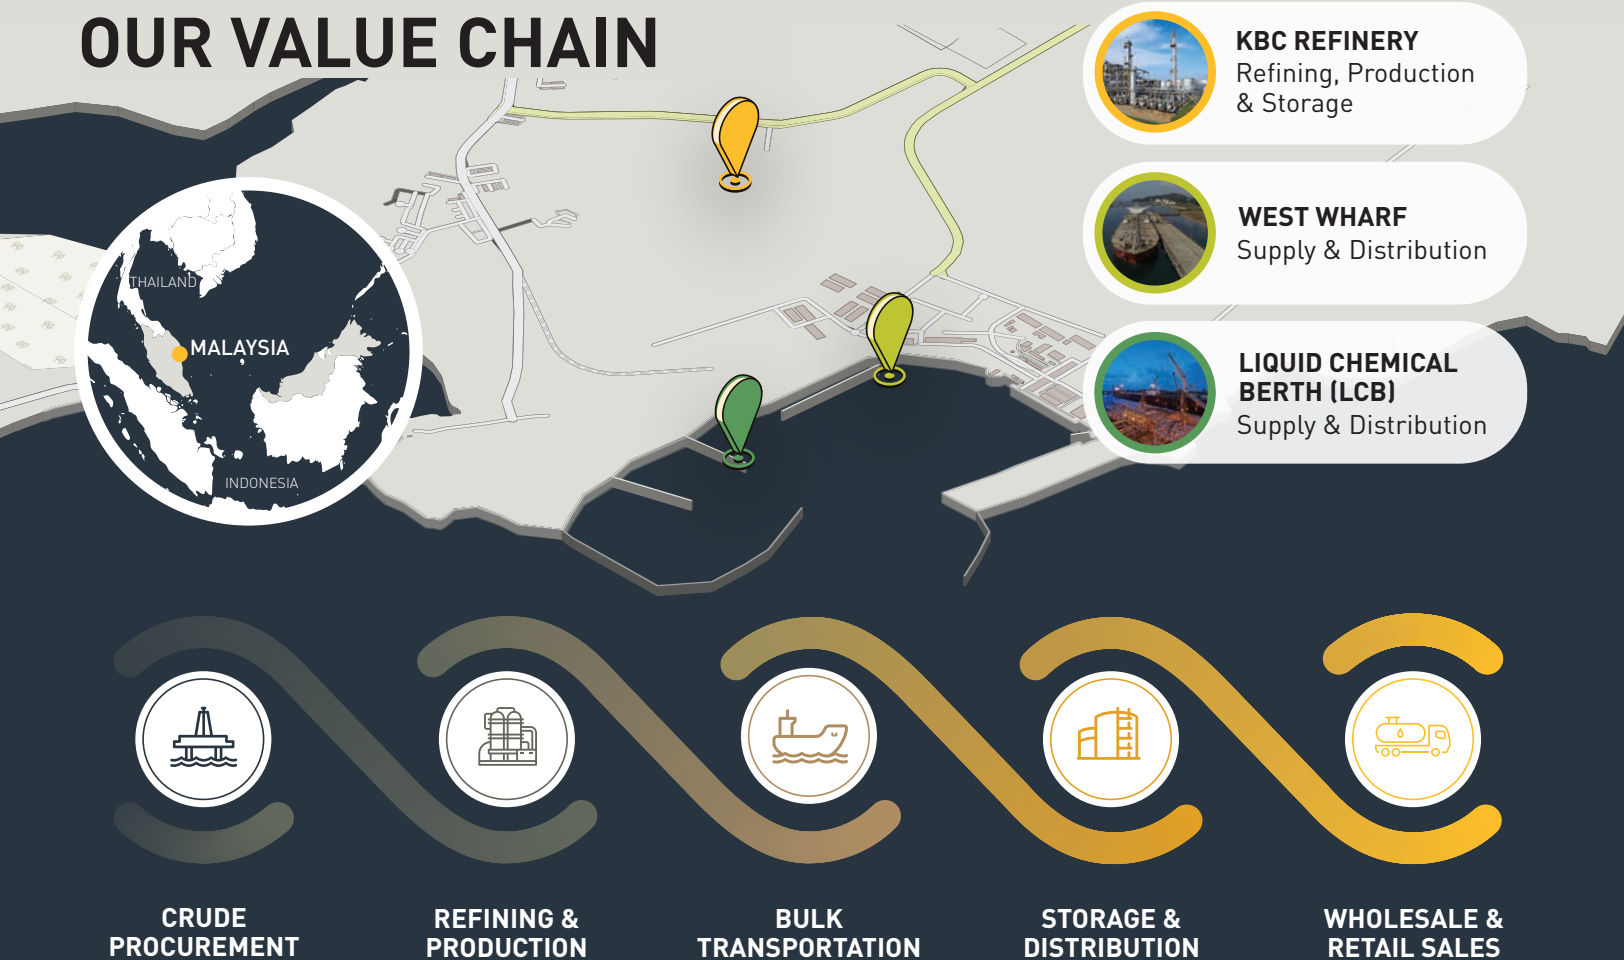 OUR VALUE CHAIN
KBC REFINERY
Refining, Production
& Storage
WEST WHARF
Supply & Distribution
LIQUID CHEMICAL
BERTH (LCB)
Supply & Distribution
THAILAND
MALAYSIA
INDONESIA
CRUDE
PROCUREMENT
REFINING &
PRODUCTION
BULK
TRANSPORTATION
STORAGE &
DISTRIBUTION
WHOLESALE &
RETAIL SALES